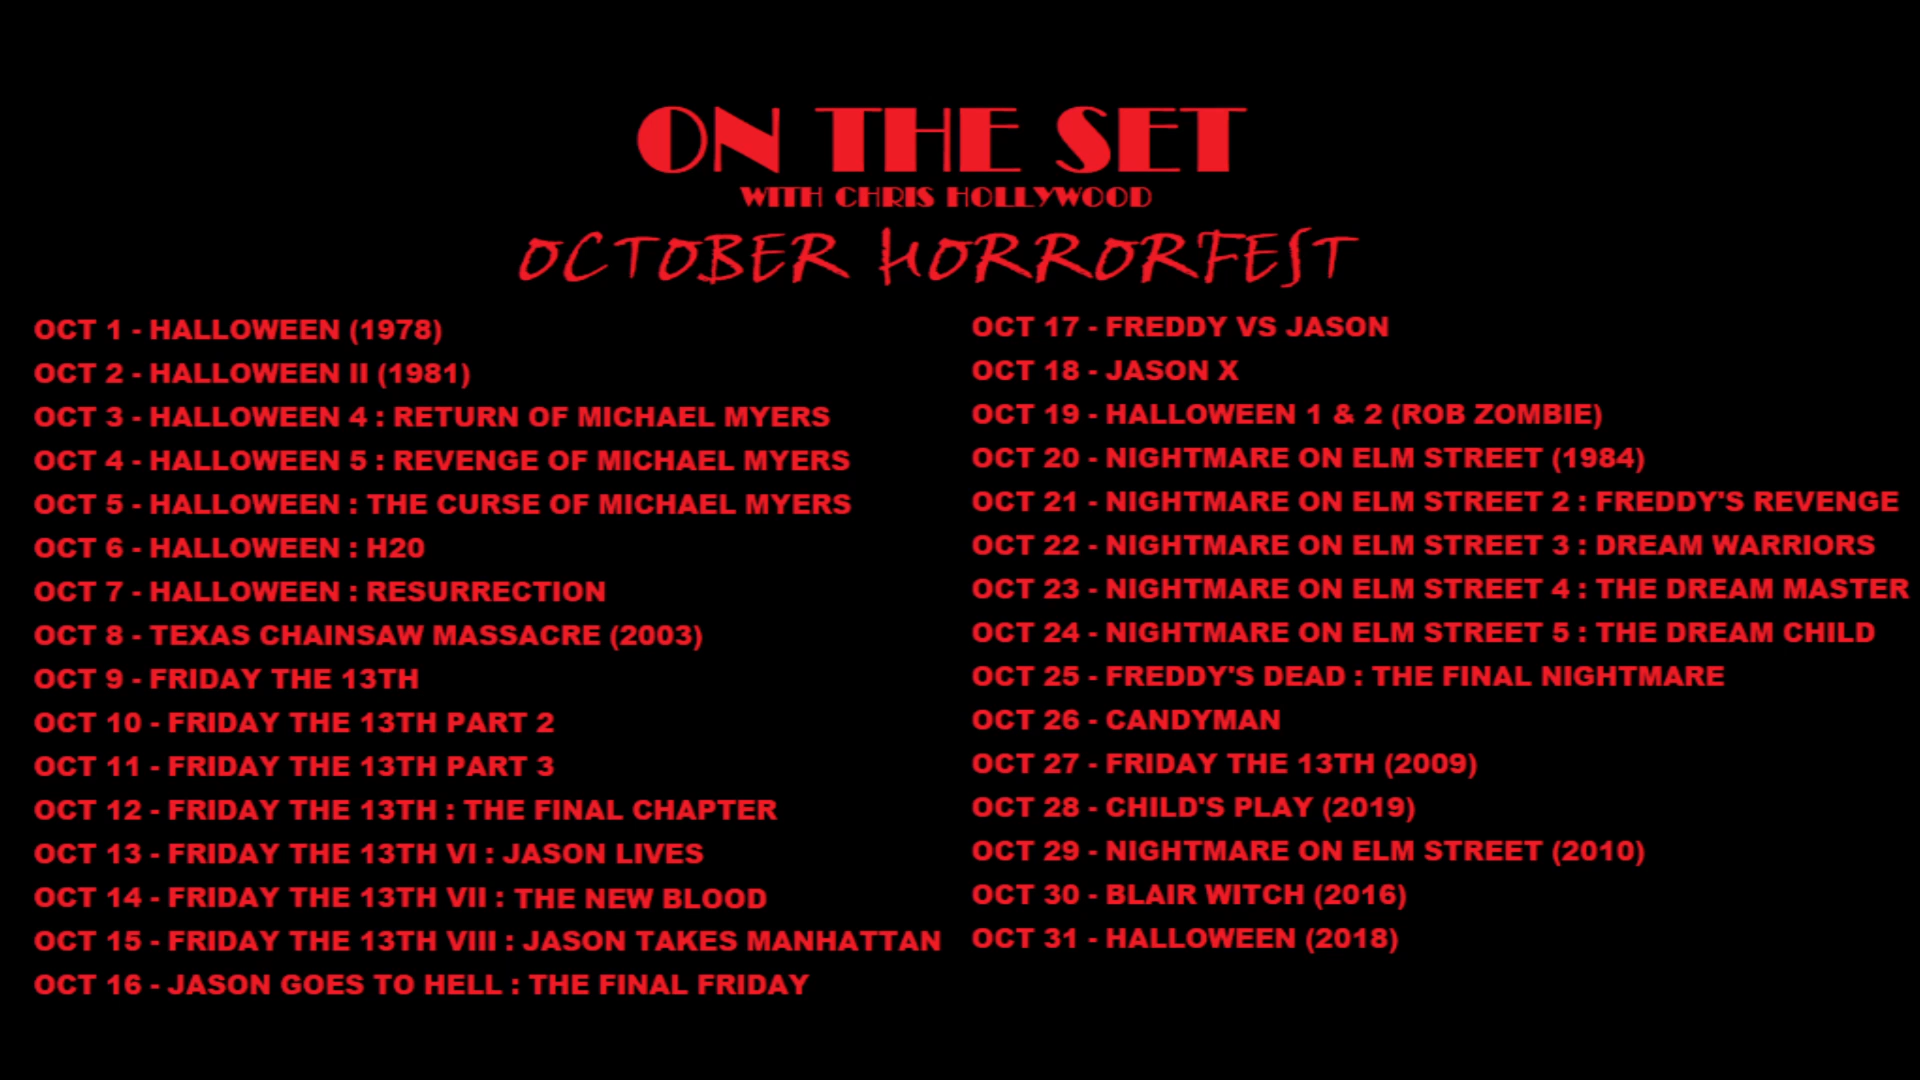 ON THE SET
WITH CHRIS HOLLYWOOD
OCTOBER HORRORFEST
OCT 1 - HALLOWEEN (1978)
OCT 2 - HALLOWEEN II (1981)
OCT 3 - HALLOWEEN 4 : RETURN OF MICHAEL MYERS
OCT 4 - HALLOWEEN 5 : REVENGE OF MICHAEL MYERS
OCT 5 - HALLOWEEN : THE CURSE OF MICHAEL MYERS
OCT 6 - HALLOWEEN : H20
OCT 7 - HALLOWEEN : RESURRECTION
OCT 8 - TEXAS CHAINSAW MASSACRE (2003)
OCT 9 - FRIDAY THE 13TH
OCT 10 - FRIDAY THE 13TH PART 2
OCT 11 - FRIDAY THE 13TH PART 3
OCT 12 - FRIDAY THE 13TH : THE FINAL CHAPTER
OCT 13 - FRIDAY THE 13TH VI : JASON LIVES
OCT 14 - FRIDAY THE 13TH VII : THE NEW BLOOD
OCT 15 - FRIDAY THE 13TH VIII : JASON TAKES MANHATTAN
OCT 16 - JASON GOES TO HELL : THE FINAL FRIDAY
OCT 17 - FREDDY VS JASON
OCT 18 - JASON X
OCT 19 - HALLOWEEN 1 & 2 (ROB ZOMBIE)
OCT 20 - NIGHTMARE ON ELM STREET (1984)
OCT 21 - NIGHTMARE ON ELM STREET 2 : FREDDY'S REVENGE
OCT 22 - NIGHTMARE ON ELM STREET 3 : DREAM WARRIORS
OCT 23 - NIGHTMARE ON ELM STREET 4 : THE DREAM MASTER
OCT 24 - NIGHTMARE ON ELM STREET 5 : THE DREAM CHILD
OCT 25 - FREDDY'S DEAD : THE FINAL NIGHTMARE
OCT 26 - CANDYMAN
OCT 27 - FRIDAY THE 13TH (2009)
OCT 28 - CHILD'S PLAY (2019)
OCT 29 - NIGHTMARE ON ELM STREET (2010)
OCT 30 - BLAIR WITCH (2016)
OCT 31 - HALLOWEEN (2018)